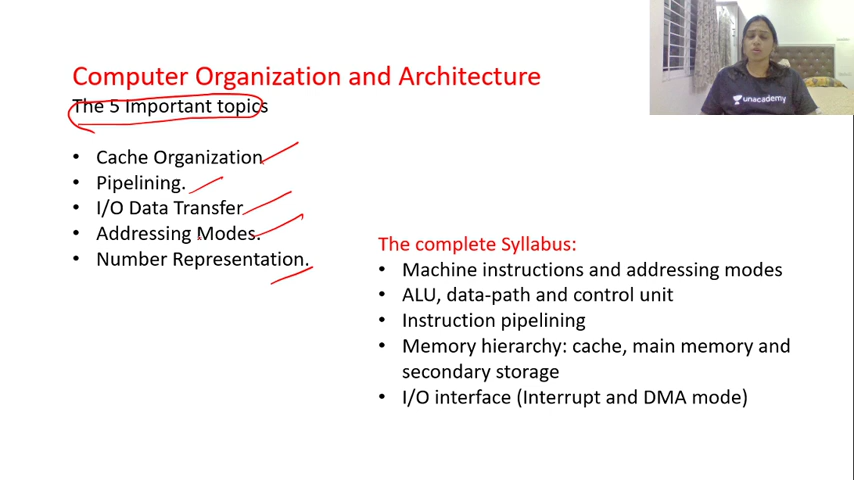 Computer Organization and Architecture
The 5 Important topics
• Cache Organization
• Pipelining.
• I/O Data Transfer
• Addressing Modes.
• Number Representation.
The complete Syllabus:
• Machine instructions and addressing modes
• ALU, data-path and control unit
• Instruction pipelining
• Memory hierarchy: cache, main memory and
secondary storage
• I/O interface (Interrupt and DMA mode)
unacademy